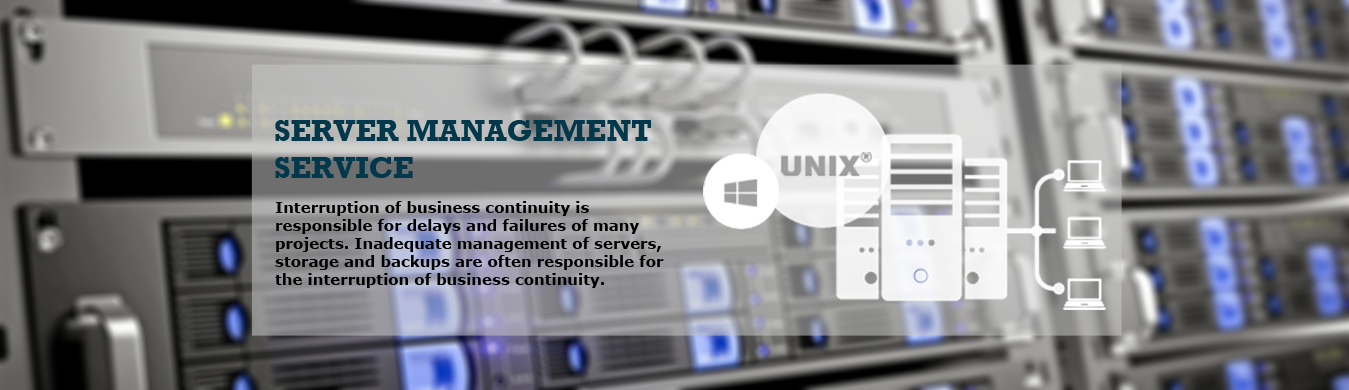 SERVER MANAGEMENT
SERVICE
Interruption of business continuity is
responsible for delays and failures of many
projects. Inadequate management of servers,
storage and backups are often responsible for
the interruption of business continuity.
UNIX®